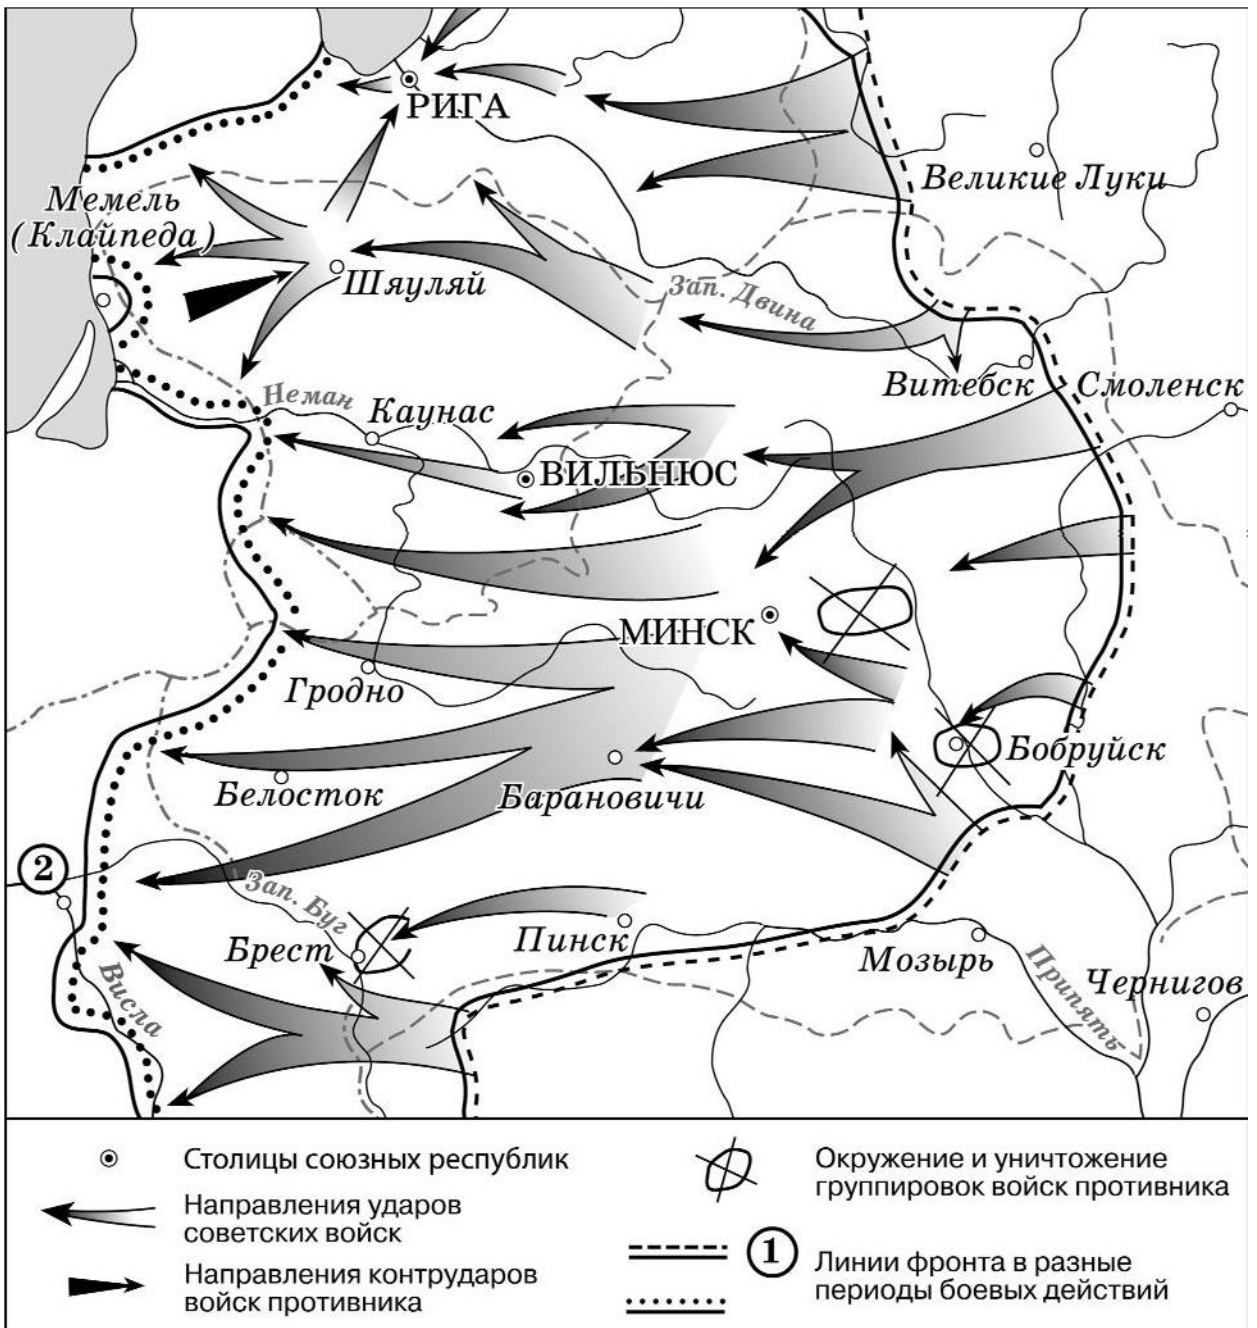 РИГА
Великие Луки
Мемель
(Клайпеда)
Шяуляй
Зап. Двина
Витебск
Смоленск
Неман
Каунас
ВИЛЬНЮС
МИНСК
Гродно
Бобруйск
Белосток
Барановичи
2
Зап. Буг
Брест
Пинск
Мозырь
Висла
Припять
Чернигов
Столицы союзных республик
Направления ударов
советских войск
Направления контрударов
войск противника
Окружение и уничтожение
группировок войск противника
1
Линии фронта в разные
периоды боевых действий